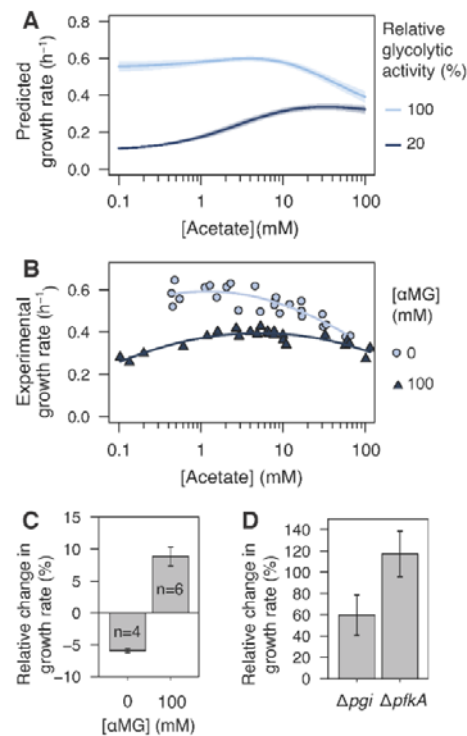 A
0.8
0.6
0.4
0.2
0.0
Predicted
growth rate (h⁻¹)
0.1
1
10
100
[Acetate] (mM)
Relative
glycolytic
activity (%)
100
20
B
0.6
0.4
0.2
0.0
Experimental
growth rate (h⁻¹)
0.1
1
10
100
[Acetate] (mM)
[αMG]
(mM)
0
100
C
15
10
5
0
−5
−10
Relative change in
growth rate (%)
n=4
n=6
0
100
[αMG] (mM)
D
140
120
100
80
60
40
20
0
Relative change in
growth rate (%)
Δpgi
ΔpfkA